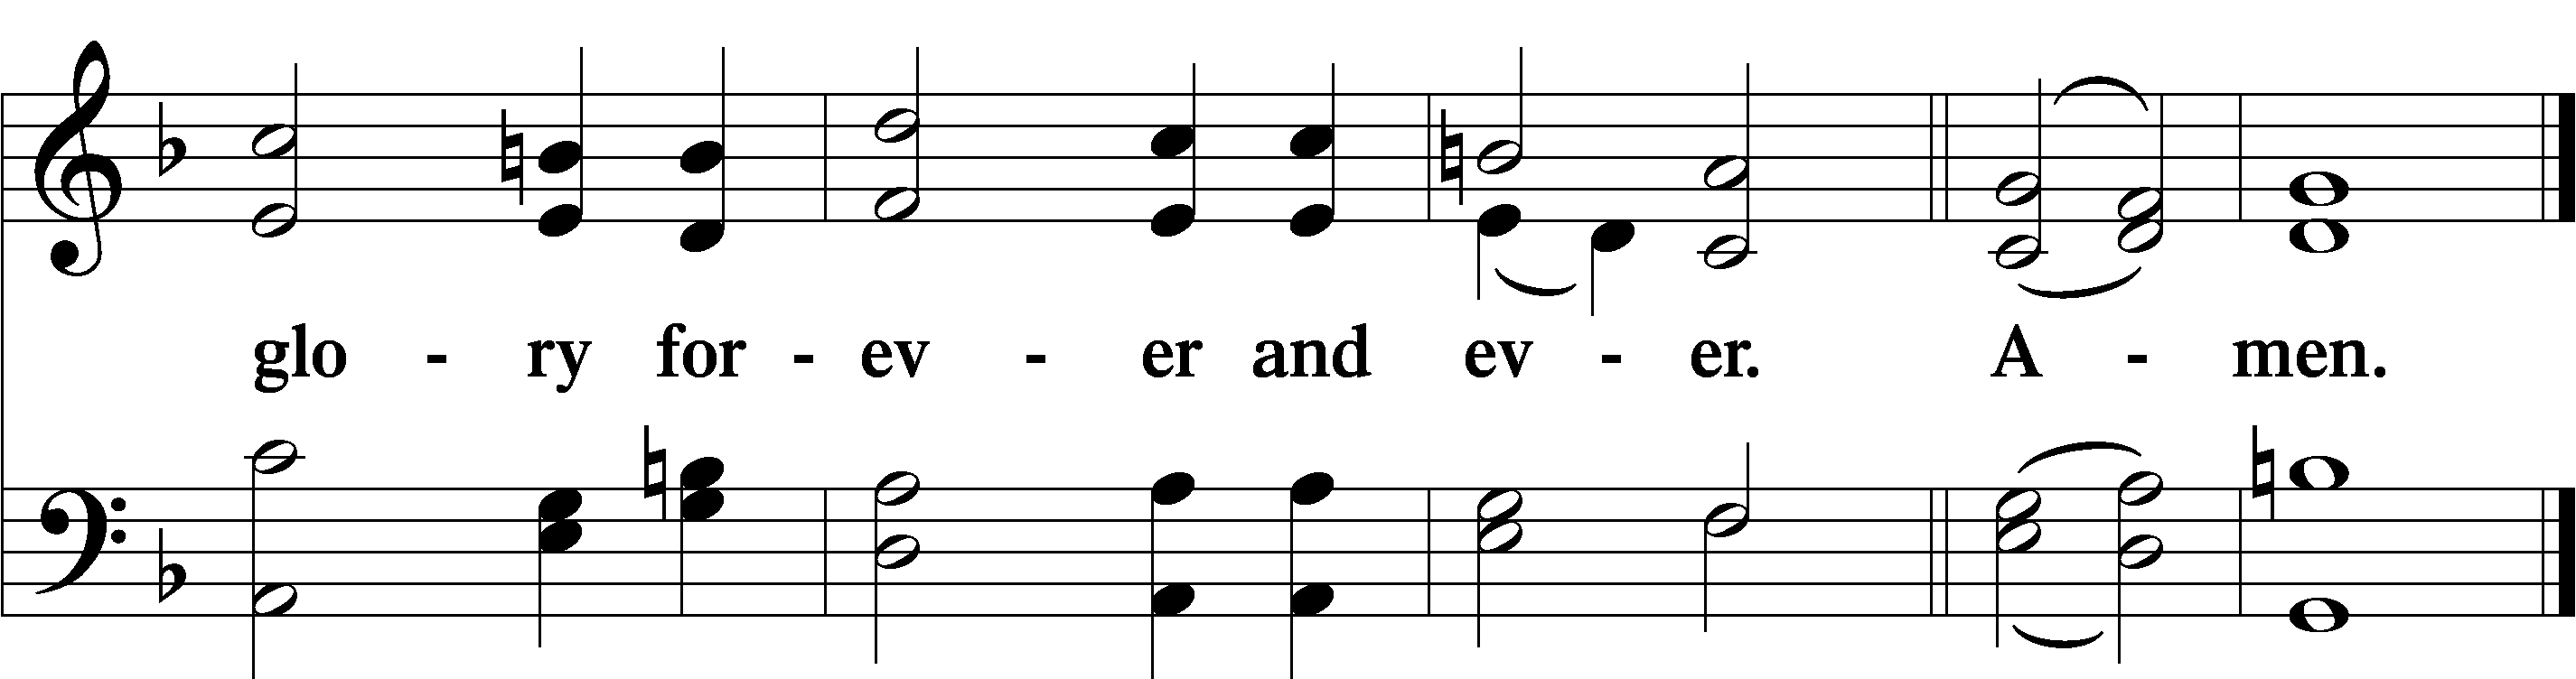 glo - ry for - ev - er and ev - er. A - men.